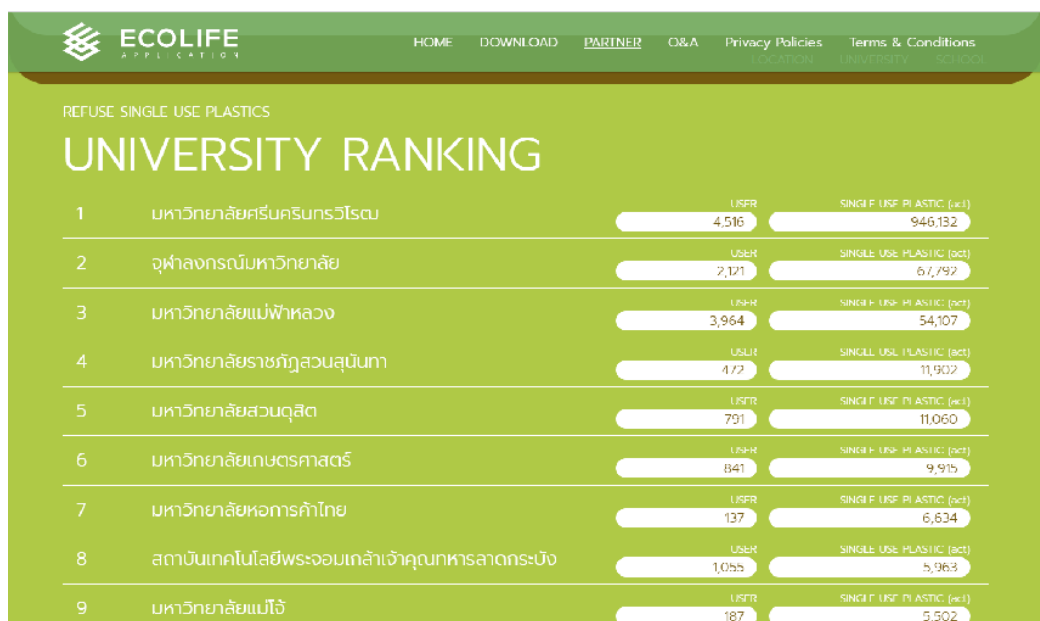 ECOLIFE
APPLICATION
HOME DOWNLOAD PARTNER Q&A Privacy Policies Terms & Conditions
LOCATION UNIVERSITY SCHOOL
REFUSE SINGLE USE PLASTICS
UNIVERSITY RANKING
USER SINGLE USE PLASTIC (act)
1 มหาวิทยาลัยศรีนครินทรวิโรฒ 4,516 946,132
USER SINGLE USE PLASTIC (act)
2 จุฬาลงกรณ์มหาวิทยาลัย 2,121 67,792
USER SINGLE USE PLASTIC (act)
3 มหาวิทยาลัยแม่ฟ้าหลวง 3,964 54,107
USER SINGLE USE PLASTIC (act)
4 มหาวิทยาลัยราชภัฏสวนสุนันทา 472 11,902
USER SINGLE USE PLASTIC (act)
5 มหาวิทยาลัยสวนดุสิต 791 11,060
USER SINGLE USE PLASTIC (act)
6 มหาวิทยาลัยเกษตรศาสตร์ 841 9,915
USER SINGLE USE PLASTIC (act)
7 มหาวิทยาลัยหอการค้าไทย 137 6,634
USER SINGLE USE PLASTIC (act)
8 สถาบันเทคโนโลยีพระจอมเกล้าเจ้าคุณทหารลาดกระบัง 1,055 5,963
USER SINGLE USE PLASTIC (act)
9 มหาวิทยาลัยแม่โจ้ 187 5,502